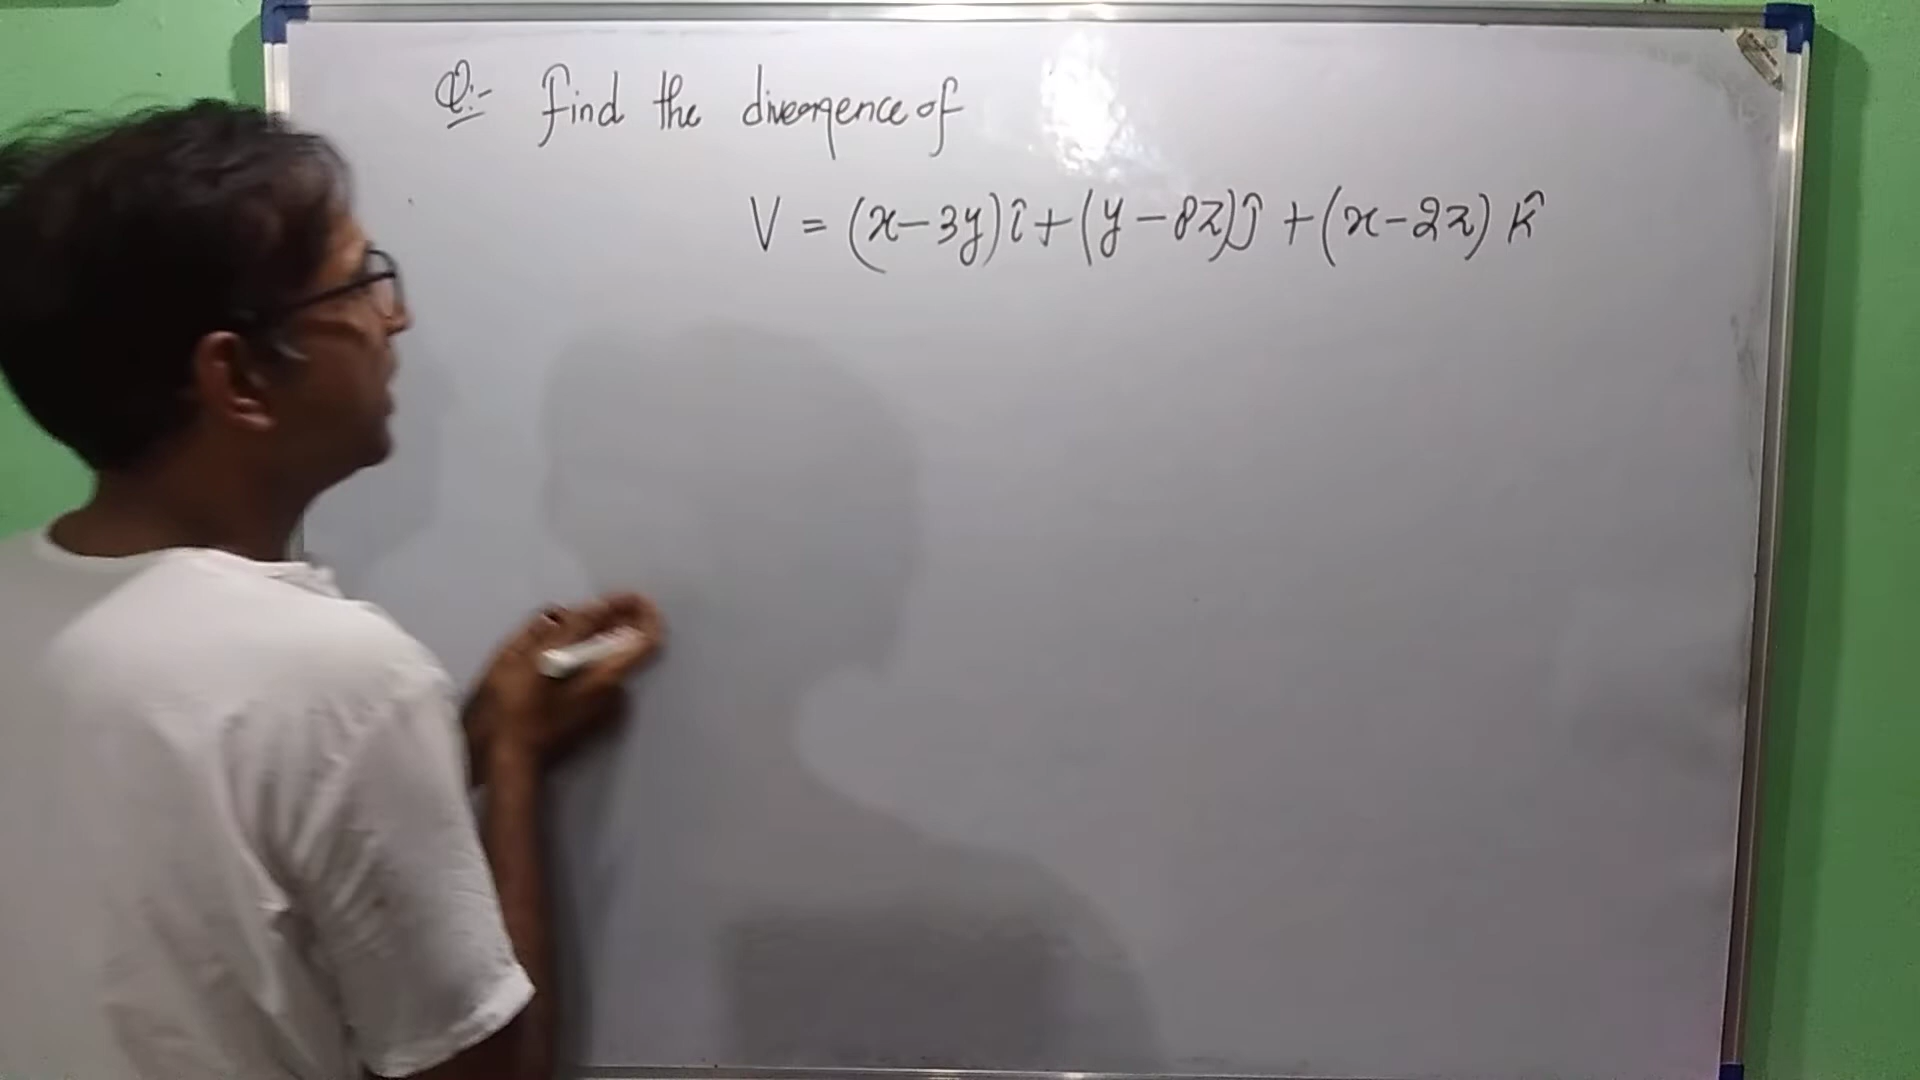 Q:- find the divergence of
V = (x-3y)î+(y-8z)ĵ+(x-2z) k̂